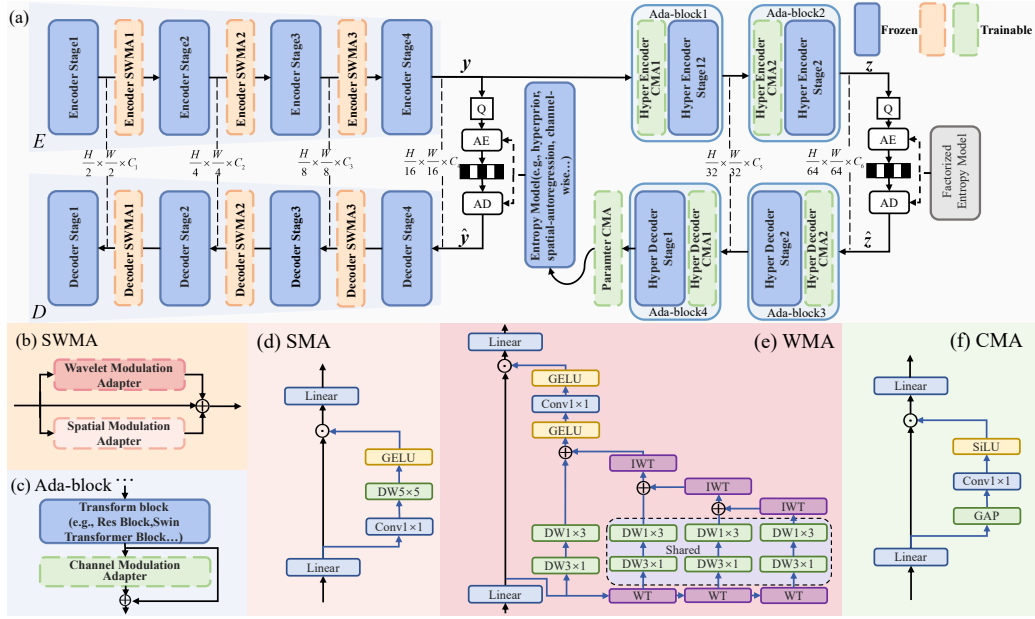 (a)
Encoder Stage1
Encoder SWMA1
Encoder Stage2
Encoder SWMA2
Encoder Stage3
Encoder SWMA3
Encoder Stage4
E
y
Q
AE
AD
ŷ
H/2 × W/2 × C₁
H/4 × W/4 × C₂
H/8 × W/8 × C₃
H/16 × W/16 × C
Decoder Stage1
Decoder SWMA1
Decoder Stage2
Decoder SWMA2
Decoder Stage3
Decoder SWMA3
Decoder Stage4
D
Entropy Model(e.g., hyperprior,
spatial-autoregression, channel-
wise…)
Ada-block1
Hyper Encoder
CMA1
Hyper Encoder
Stage12
Ada-block2
Hyper Encoder
CMA2
Hyper Encoder
Stage2
z
Q
AE
AD
ẑ
Factorized
Entropy Model
Frozen
Trainable
H/32 × W/32 × C₅
H/64 × W/64 × C₆
Paramter CMA
Hyper Decoder
Stage1
Hyper Decoder
CMA1
Ada-block4
Hyper Decoder
Stage2
Hyper Decoder
CMA2
Ada-block3
(b) SWMA
Wavelet Modulation
Adapter
Spatial Modulation
Adapter
(c) Ada-block
…
Transform block
(e.g., Res Block,Swin
Transformer Block…)
Channel Modulation
Adapter
(d) SMA
Linear
GELU
DW5×5
Conv1×1
Linear
(e) WMA
Linear
GELU
Conv1×1
GELU
IWT
IWT
IWT
DW1×3
DW1×3
DW1×3
DW1×3
Shared
DW3×1
DW3×1
DW3×1
DW3×1
Linear
WT
WT
WT
(f) CMA
Linear
SiLU
Conv1×1
GAP
Linear